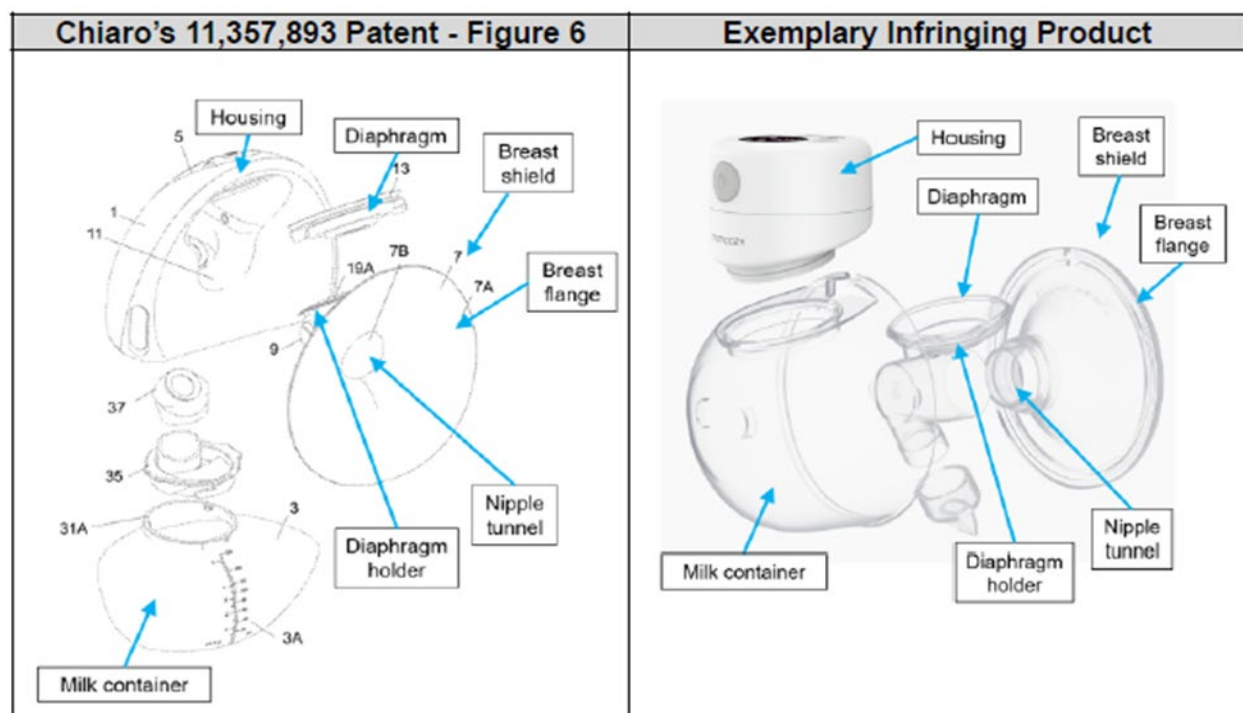 Chiaro's 11,357,893 Patent - Figure 6
Exemplary Infringing Product
Housing
5
Diaphragm
13
Breast
shield
1
11
7B
7
19A
7A
Breast
flange
9
37
35
31A
3
Nipple
tunnel
Diaphragm
holder
3A
Milk container
Housing
Breast
shield
Diaphragm
Breast
flange
Nipple
tunnel
Milk container
Diaphragm
holder